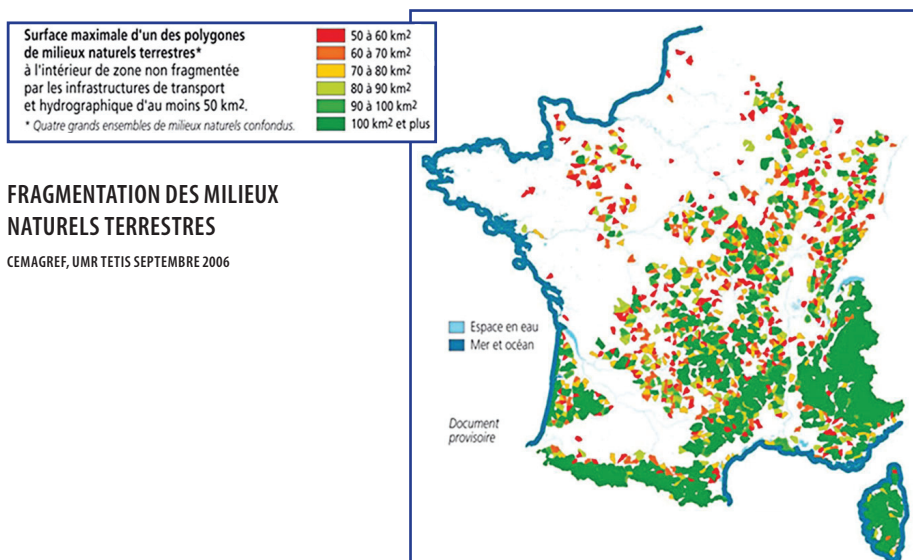 Surface maximale d'un des polygones
de milieux naturels terrestres*
à l'intérieur de zone non fragmentée
par les infrastructures de transport
et hydrographique d'au moins 50 km².
* Quatre grands ensembles de milieux naturels confondus.
50 à 60 km²
60 à 70 km²
70 à 80 km²
80 à 90 km²
90 à 100 km²
100 km² et plus
FRAGMENTATION DES MILIEUX
NATURELS TERRESTRES
CEMAGREF, UMR TETIS SEPTEMBRE 2006
Espace en eau
Mer et océan
Document
provisoire